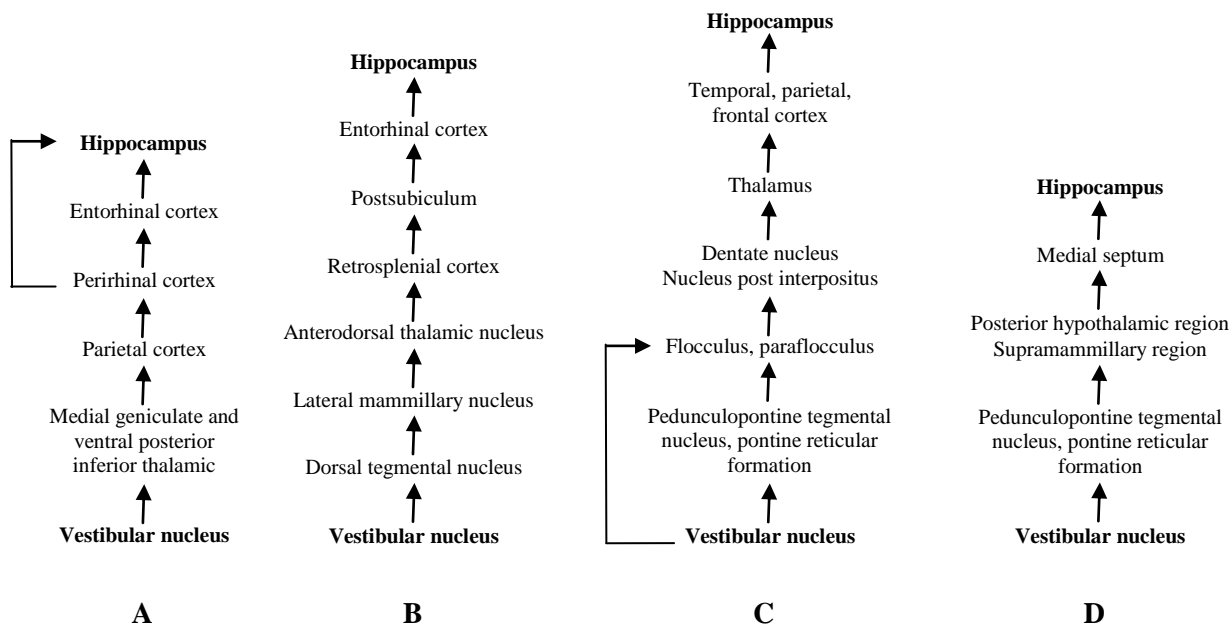 Hippocampus
Entorhinal cortex
Perirhinal cortex
Parietal cortex
Medial geniculate and
ventral posterior
inferior thalamic
Vestibular nucleus
A
Hippocampus
Entorhinal cortex
Postsubiculum
Retrosplenial cortex
Anterodorsal thalamic nucleus
Lateral mammillary nucleus
Dorsal tegmental nucleus
Vestibular nucleus
B
Hippocampus
Temporal, parietal,
frontal cortex
Thalamus
Dentate nucleus
Nucleus post interpositus
Flocculus, paraflocculus
Pedunculopontine tegmental
nucleus, pontine reticular
formation
Vestibular nucleus
C
Hippocampus
Medial septum
Posterior hypothalamic region
Supramammillary region
Pedunculopontine tegmental
nucleus, pontine reticular
formation
Vestibular nucleus
D